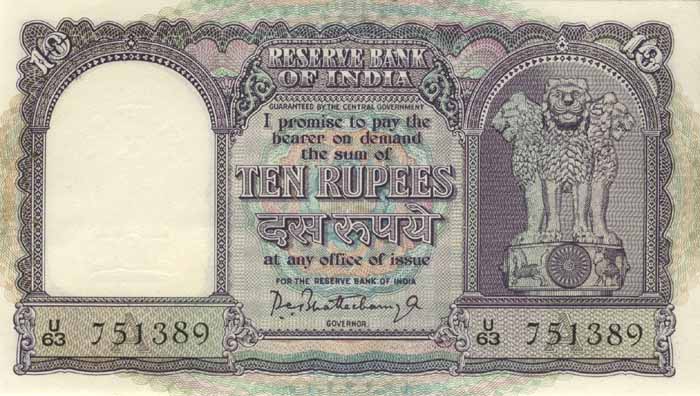 10 10
RESERVE BANK
OF INDIA
GUARANTEED BY THE CENTRAL GOVERNMENT
I promise to pay the
bearer on demand
the sum of
TEN RUPEES
दस रुपये
at any office of issue
FOR THE RESERVE BANK OF INDIA
GOVERNOR
U/63 751389
U/63 751389